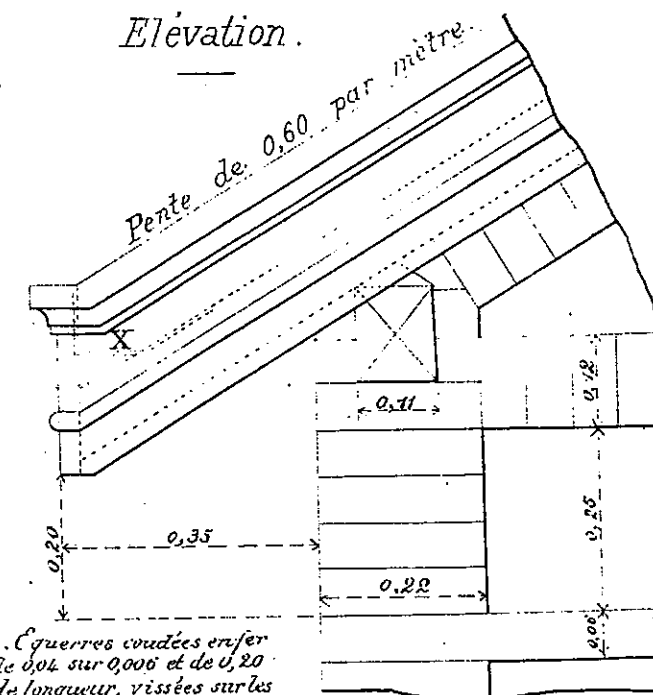 Elévation.
Pente de 0,60 par mètre.
X
0,12
0,11
0,25
0,20
0,35
0,22
0,06
. Equerres coudées en fer
de 0,04 sur 0,006 et de 0,20
de longueur, vissées sur les